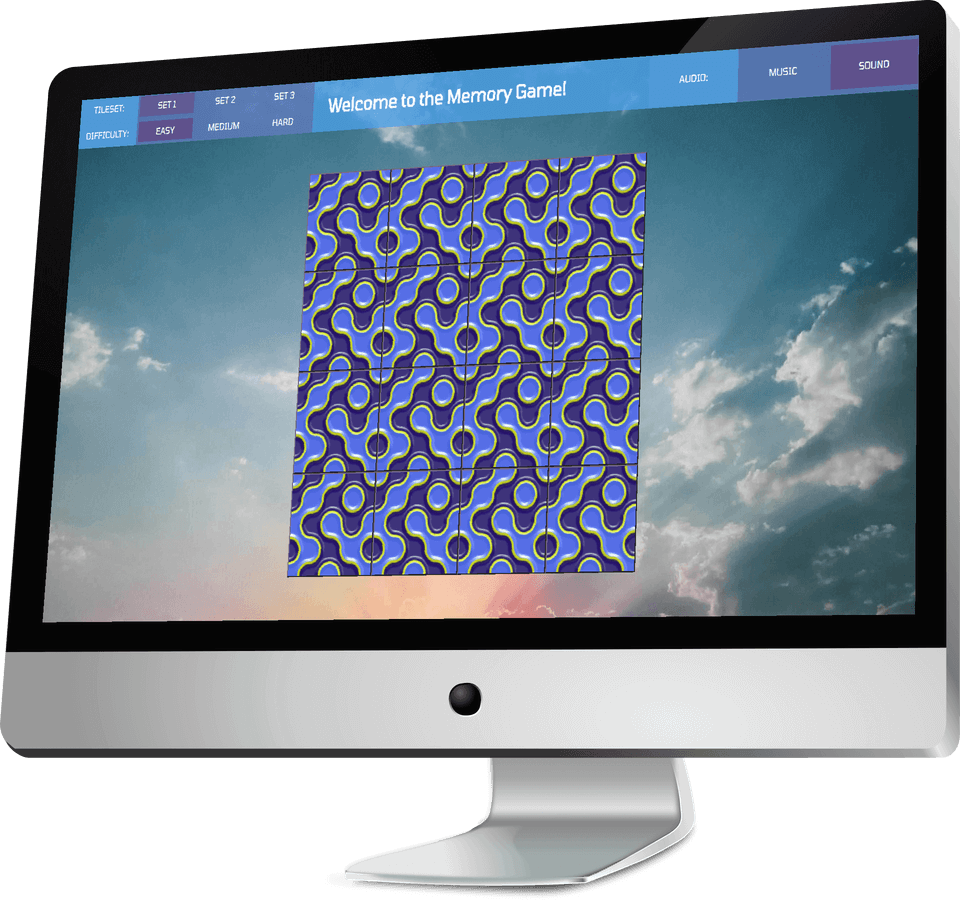 TILESET: SET 1 SET 2 SET 3
DIFFICULTY: EASY MEDIUM HARD
Welcome to the Memory Game!
AUDIO: MUSIC SOUND